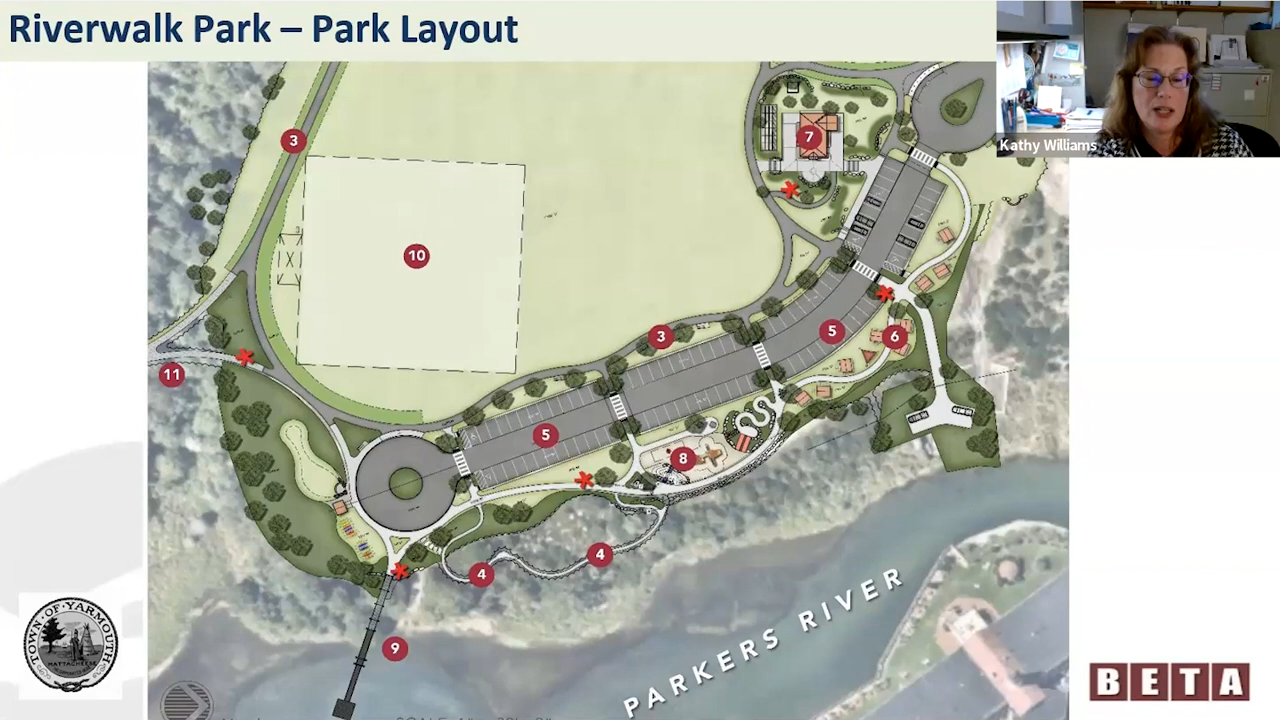 Riverwalk Park – Park Layout
Kathy Williams
3
7
10
3
5
6
11
5
8
4
4
9
PARKERS RIVER
TOWN·OF·YARMOUTH
MATTACHEESE
BETA